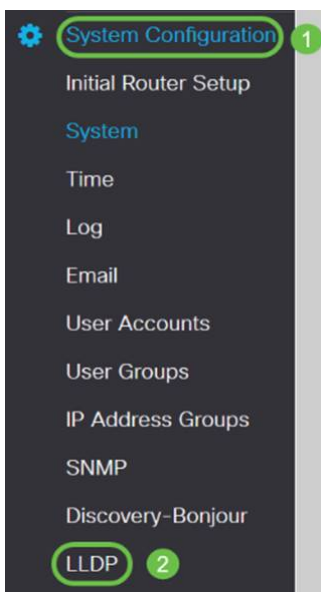 System Configuration 1
Initial Router Setup
System
Time
Log
Email
User Accounts
User Groups
IP Address Groups
SNMP
Discovery-Bonjour
LLDP 2